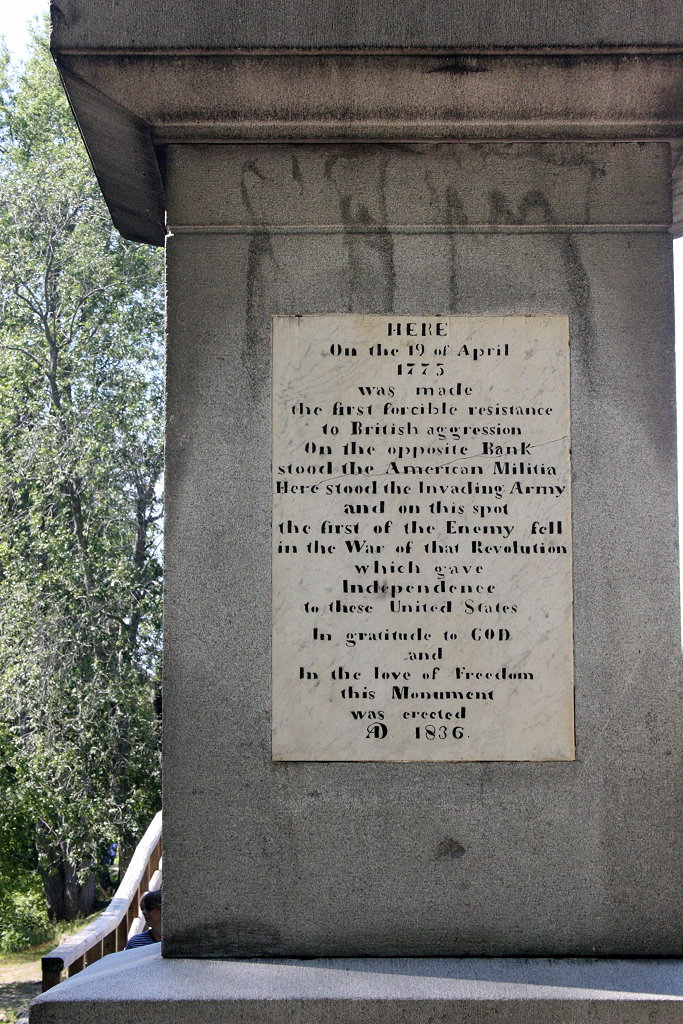 HERE
On the 19 of April
1775
was made
the first forcible resistance
to British aggression
On the opposite Bank
stood the American Militia
Here stood the Invading Army
and on this spot
the first of the Enemy fell
in the War of that Revolution
which gave
Independence
to these United States
In gratitude to GOD
and
In the love of Freedom
this Monument
was erected
AD 1836.